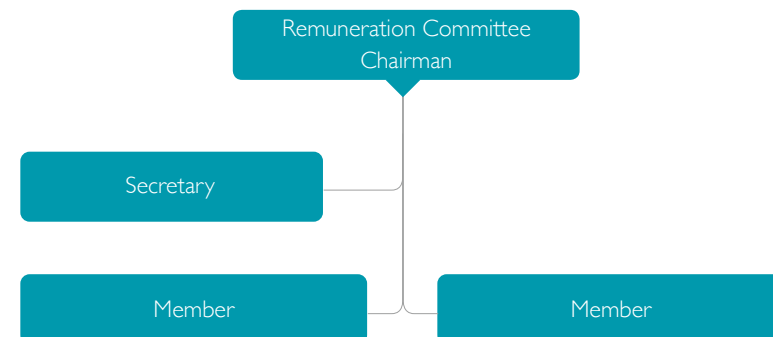 Remuneration Committee
Chairman
Secretary
Member
Member